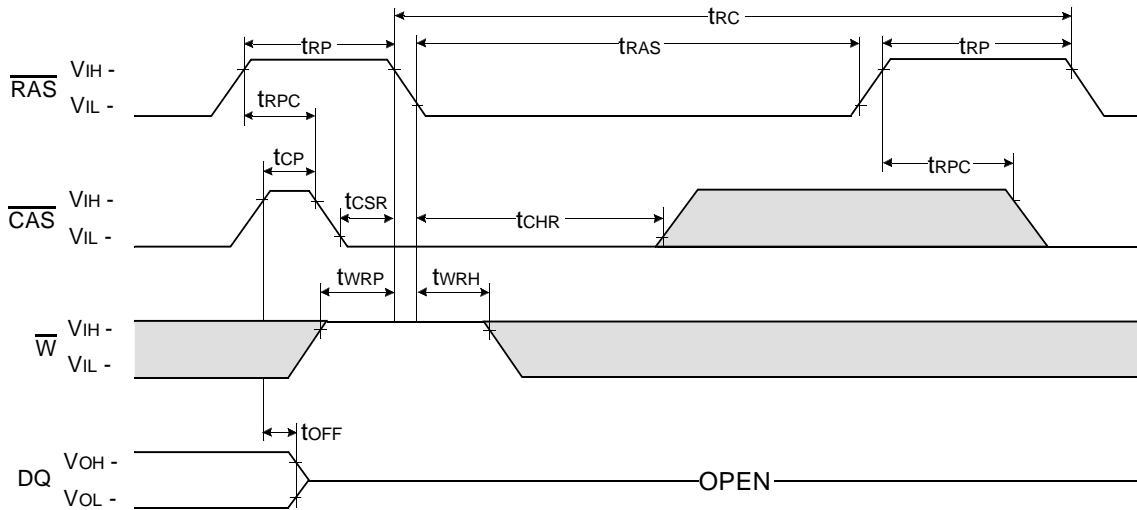 tRC
tRP tRAS tRP
RAS VIH -
VIL -
tRPC
tCP tRPC
CAS VIH -
VIL -
tCSR tCHR
tWRP tWRH
W VIH -
VIL -
tOFF
DQ VOH -
VOL -
OPEN